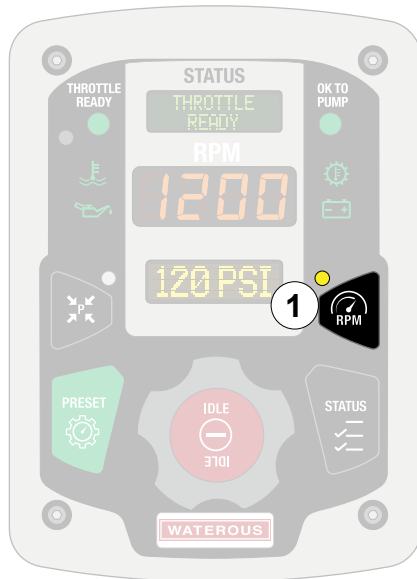 STATUS
THROTTLE
READY
OK TO
PUMP
THROTTLE
READY
RPM
1200
120 PSI
1
P
RPM
PRESET
IDLE
IDLE
STATUS
WATEROUS